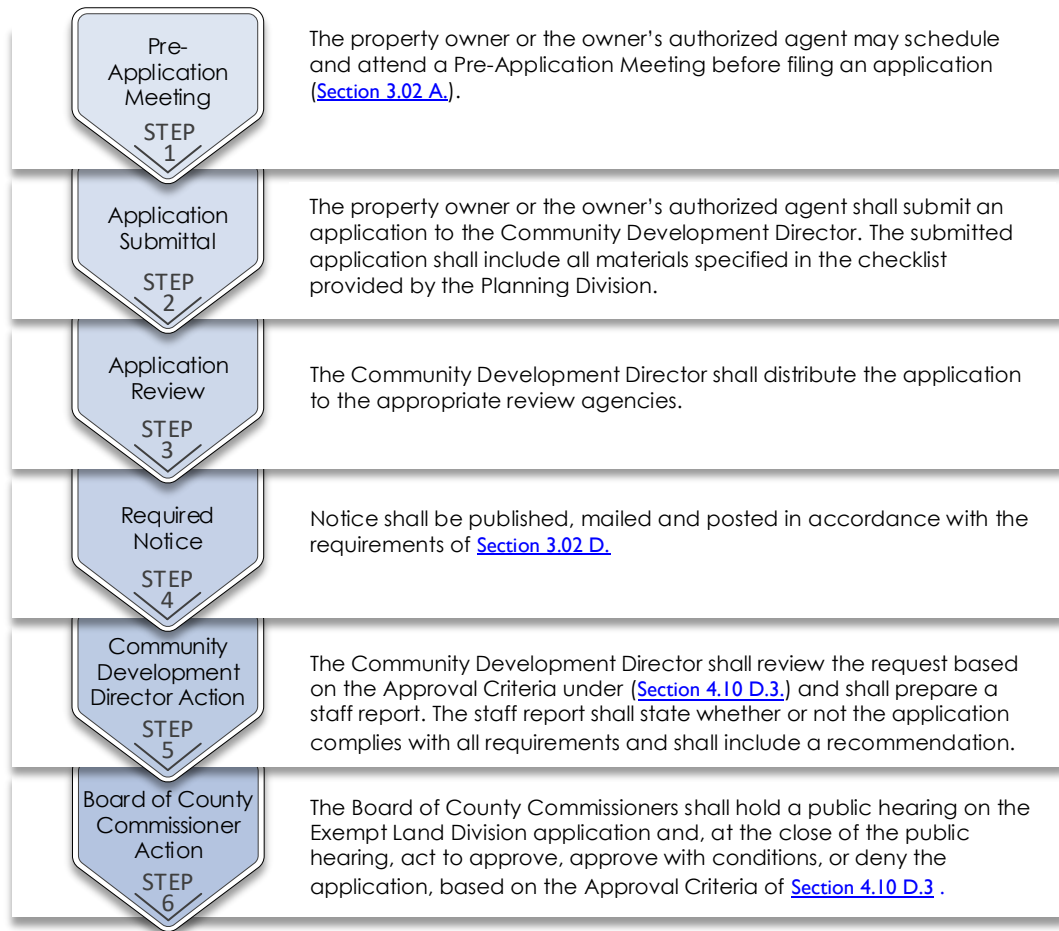 Pre-
Application
Meeting
STEP
1
The property owner or the owner’s authorized agent may schedule
and attend a Pre-Application Meeting before filing an application
(Section 3.02 A.).
Application
Submittal
STEP
2
The property owner or the owner’s authorized agent shall submit an
application to the Community Development Director. The submitted
application shall include all materials specified in the checklist
provided by the Planning Division.
Application
Review
STEP
3
The Community Development Director shall distribute the application
to the appropriate review agencies.
Required
Notice
STEP
4
Notice shall be published, mailed and posted in accordance with the
requirements of Section 3.02 D.
Community
Development
Director Action
STEP
5
The Community Development Director shall review the request based
on the Approval Criteria under (Section 4.10 D.3.) and shall prepare a
staff report. The staff report shall state whether or not the application
complies with all requirements and shall include a recommendation.
Board of County
Commissioner
Action
STEP
6
The Board of County Commissioners shall hold a public hearing on the
Exempt Land Division application and, at the close of the public
hearing, act to approve, approve with conditions, or deny the
application, based on the Approval Criteria of Section 4.10 D.3 .